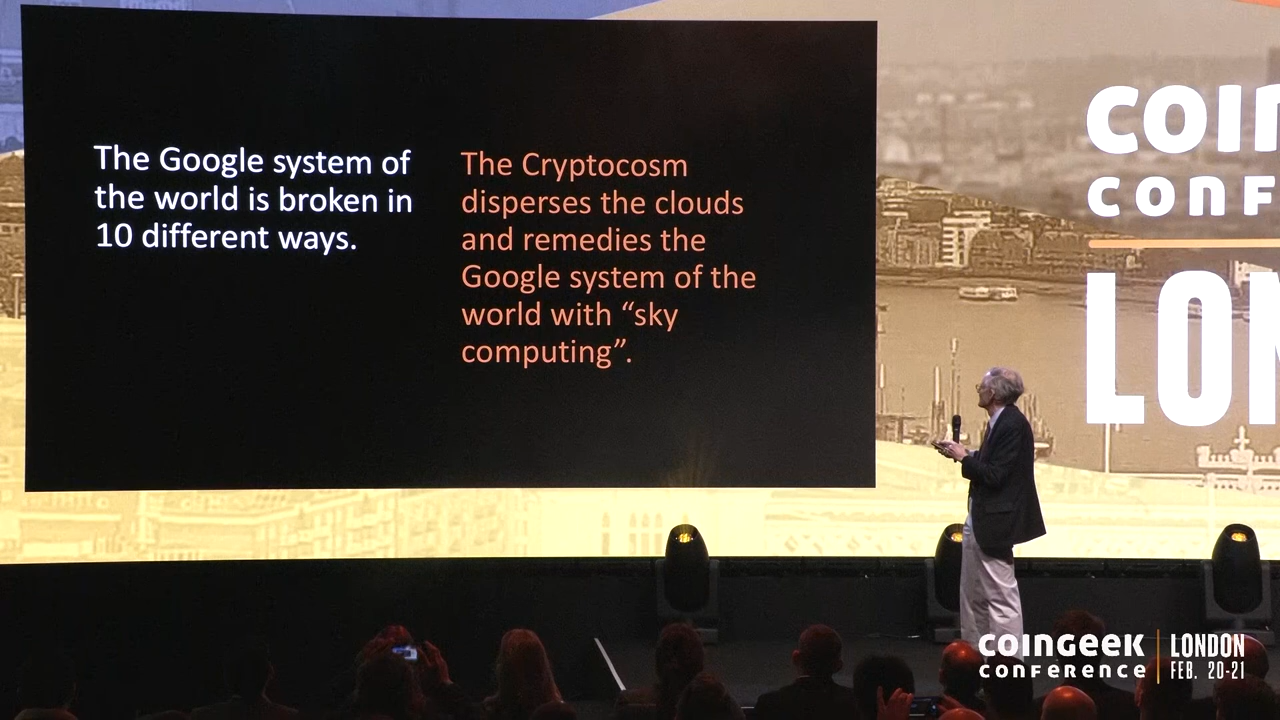 The Google system of
the world is broken in
10 different ways.
The Cryptocosm
disperses the clouds
and remedies the
Google system of the
world with “sky
computing”.
COIN
CONF
LON
COINGEEK
CONFERENCE
LONDON
FEB. 20-21